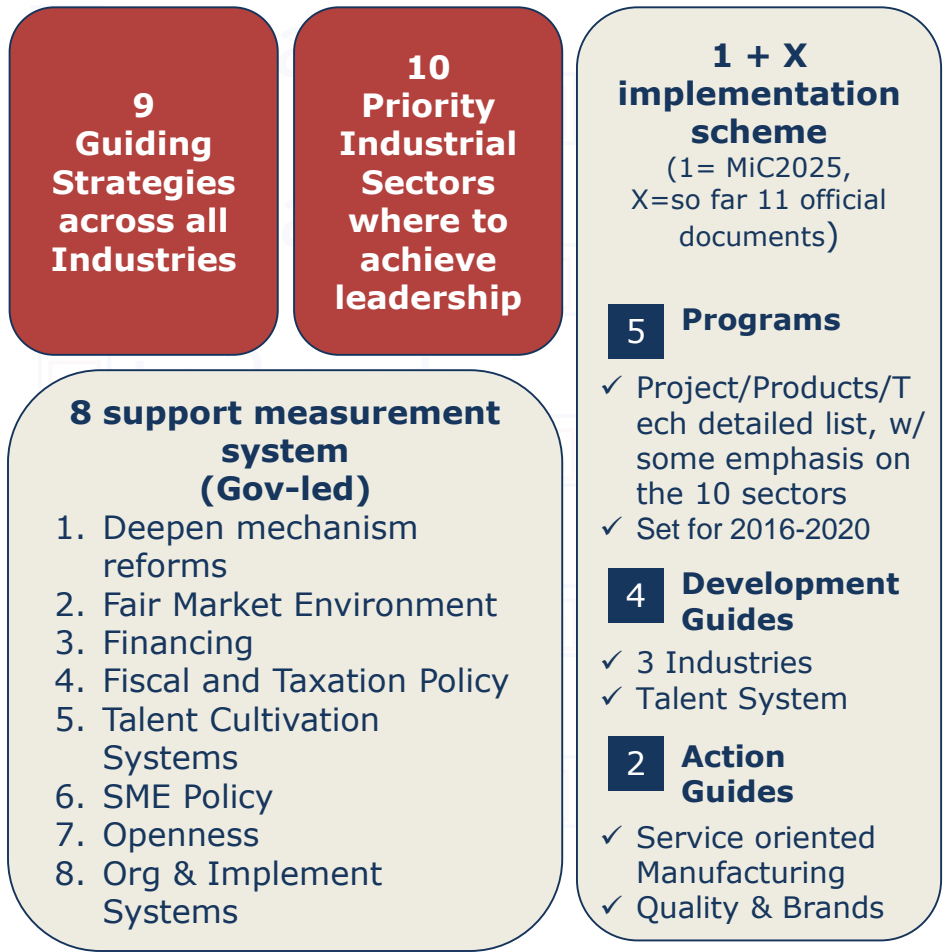 9
Guiding
Strategies
across all
Industries
10
Priority
Industrial
Sectors
where to
achieve
leadership
8 support measurement
system
(Gov-led)
1. Deepen mechanism
reforms
2. Fair Market Environment
3. Financing
4. Fiscal and Taxation Policy
5. Talent Cultivation
Systems
6. SME Policy
7. Openness
8. Org & Implement
Systems
1 + X
implementation
scheme
(1= MiC2025,
X=so far 11 official
documents)
5 Programs
✓ Project/Products/T
ech detailed list, w/
some emphasis on
the 10 sectors
✓ Set for 2016-2020
4 Development
Guides
✓ 3 Industries
✓ Talent System
2 Action
Guides
✓ Service oriented
Manufacturing
✓ Quality & Brands